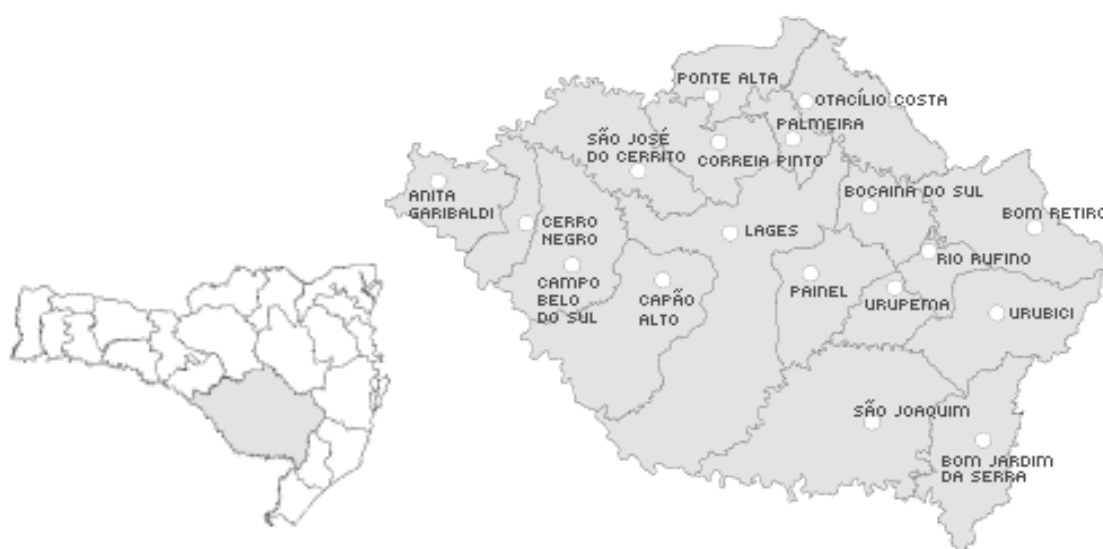 PONTE ALTA
OTACÍLIO COSTA
PALMEIRA
SÃO JOSÉ
DO CERRITO
CORREIA PINTO
ANITA
GARIBALDI
BOCAINA DO SUL
BOM RETIRO
CERRO
NEGRO
LAGES
RIO RUFINO
CAMPO
BELO
DO SUL
CAPÃO
ALTO
PAINEL
URUPEMA
URUBICI
SÃO JOAQUIM
BOM JARDIM
DA SERRA